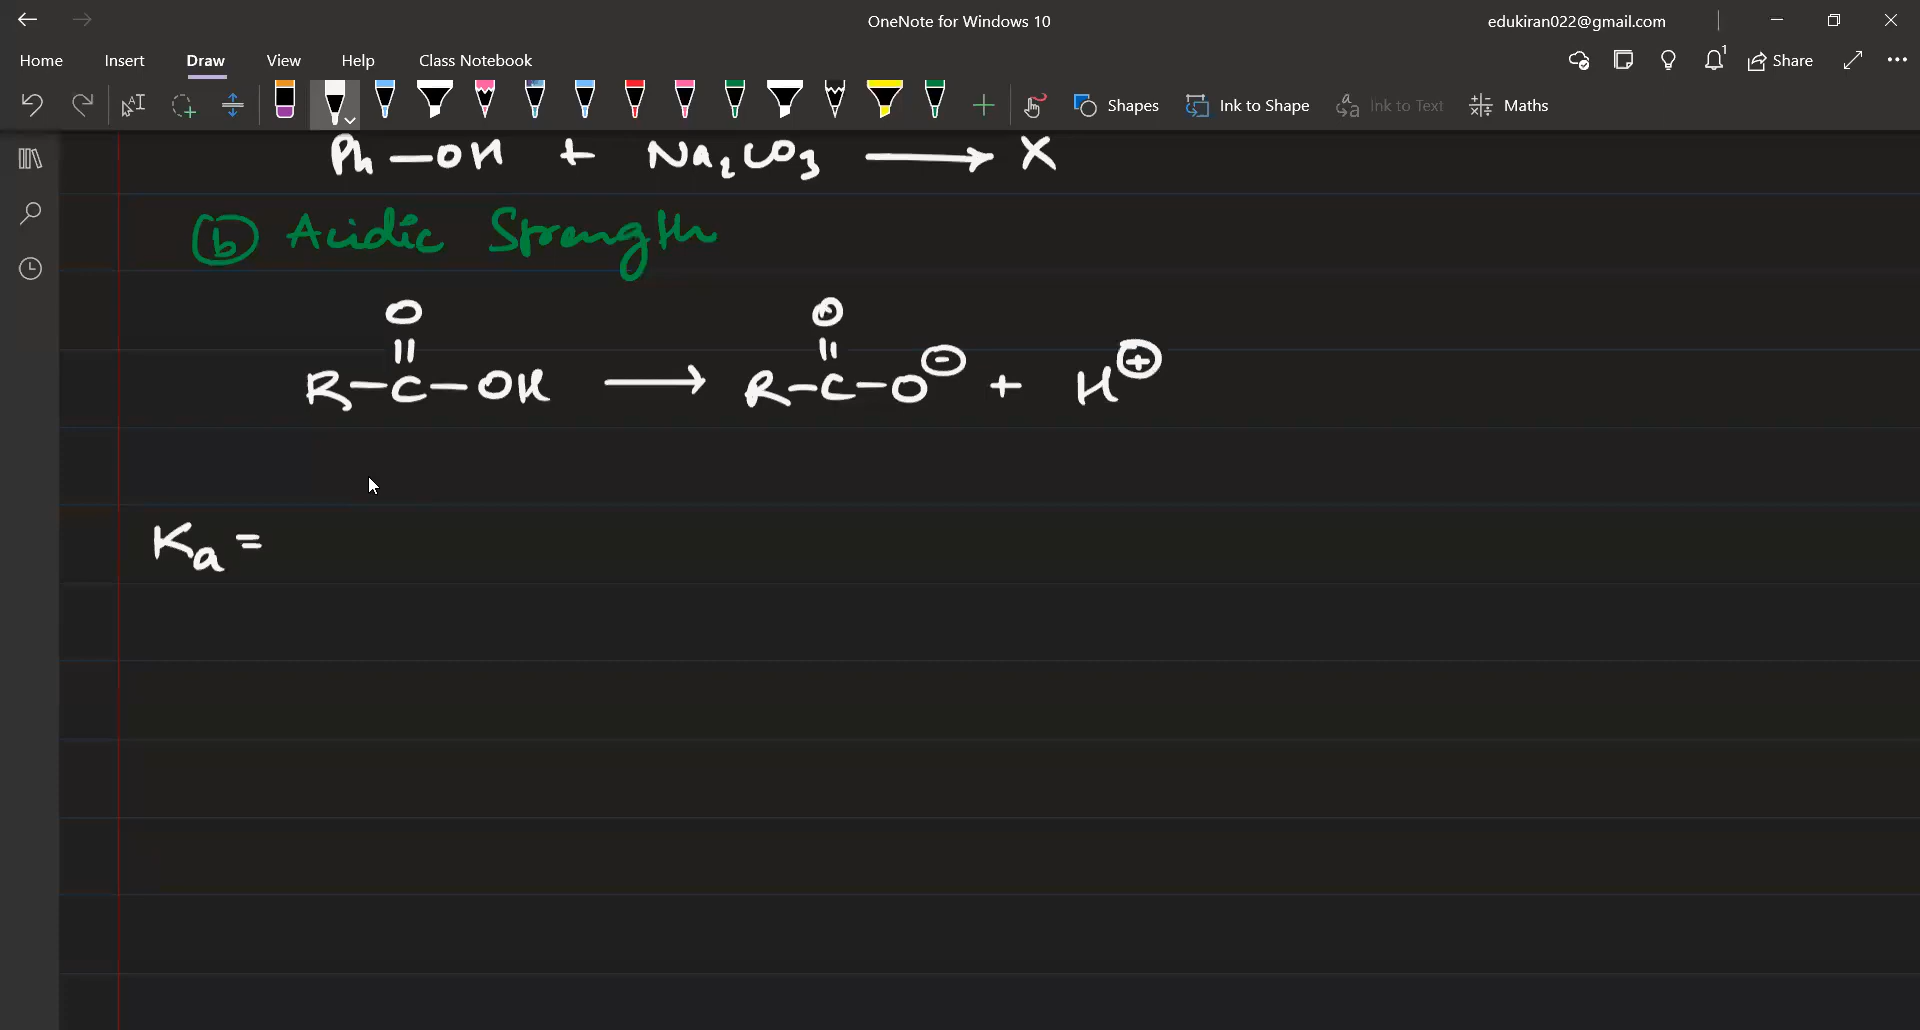 OneNote for Windows 10
edukiran022@gmail.com
Home Insert Draw View Help Class Notebook
1
Share
Shapes Ink to Shape Ink to Text Maths
Ph—OH + Na₂CO₃ ⟶ X
ⓑ Acidic Strength
O O
|| ||
R—C—OH ⟶ R—C—O⊖ + H⊕
Kₐ =